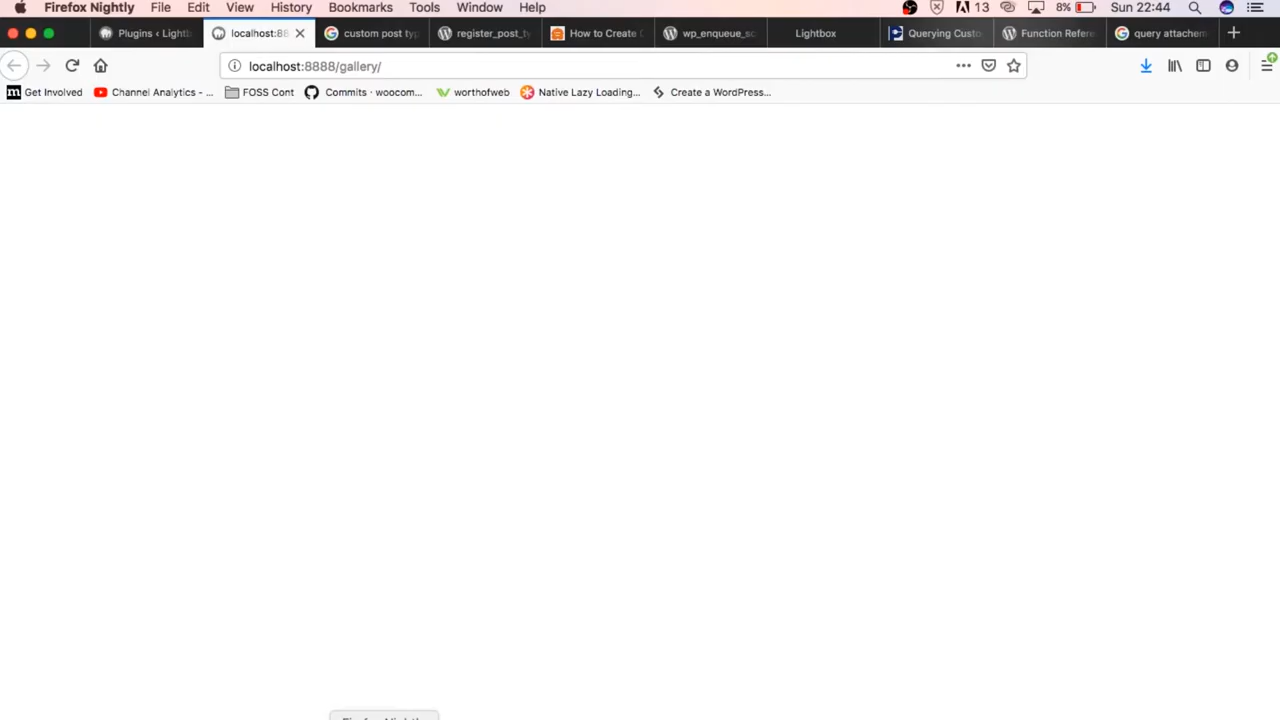 Firefox Nightly File Edit View History Bookmarks Tools Window Help 13 8% Sun 22:44
Plugins ‹ Lightb localhost:88 custom post typ register_post_ty How to Create wp_enqueue_sc Lightbox Querying Custo Function Refere query attachem
localhost:8888/gallery/
Get Involved Channel Analytics - ... FOSS Cont Commits · woocom... worthofweb Native Lazy Loading... Create a WordPress...